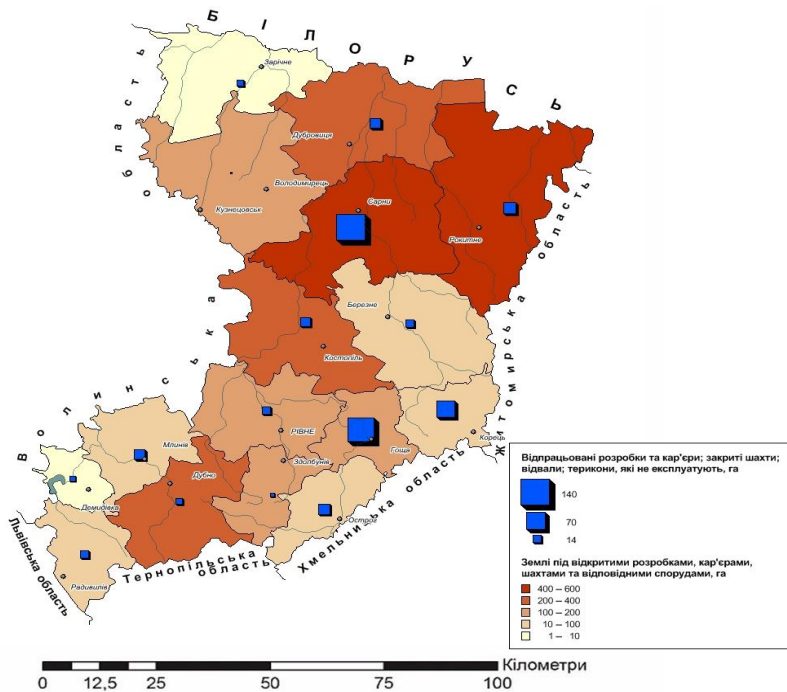 БІЛОРУСЬ
область
Зарічне
Дубровиця
Володимирець
Кузнецовськ
Сарни
Рокитне
Березне
Костопіль
Волинська
Житомирська область
Млинів
РІВНЕ
Гоща
Корець
Здолбунів
Дубно
Демидівка
Острог
Радивилів
Львівська область
Тернопільська
область
Хмельницька область
Відпрацьовані розробки та кар'єри; закриті шахти;
відвали; терикони, які не експлуатують, га
140
70
14
Землі під відкритими розробками, кар'єрами,
шахтами та відповідними спорудами, га
400 – 600
200 – 400
100 – 200
10 – 100
1 – 10
Кілометри
0 12,5 25 50 75 100